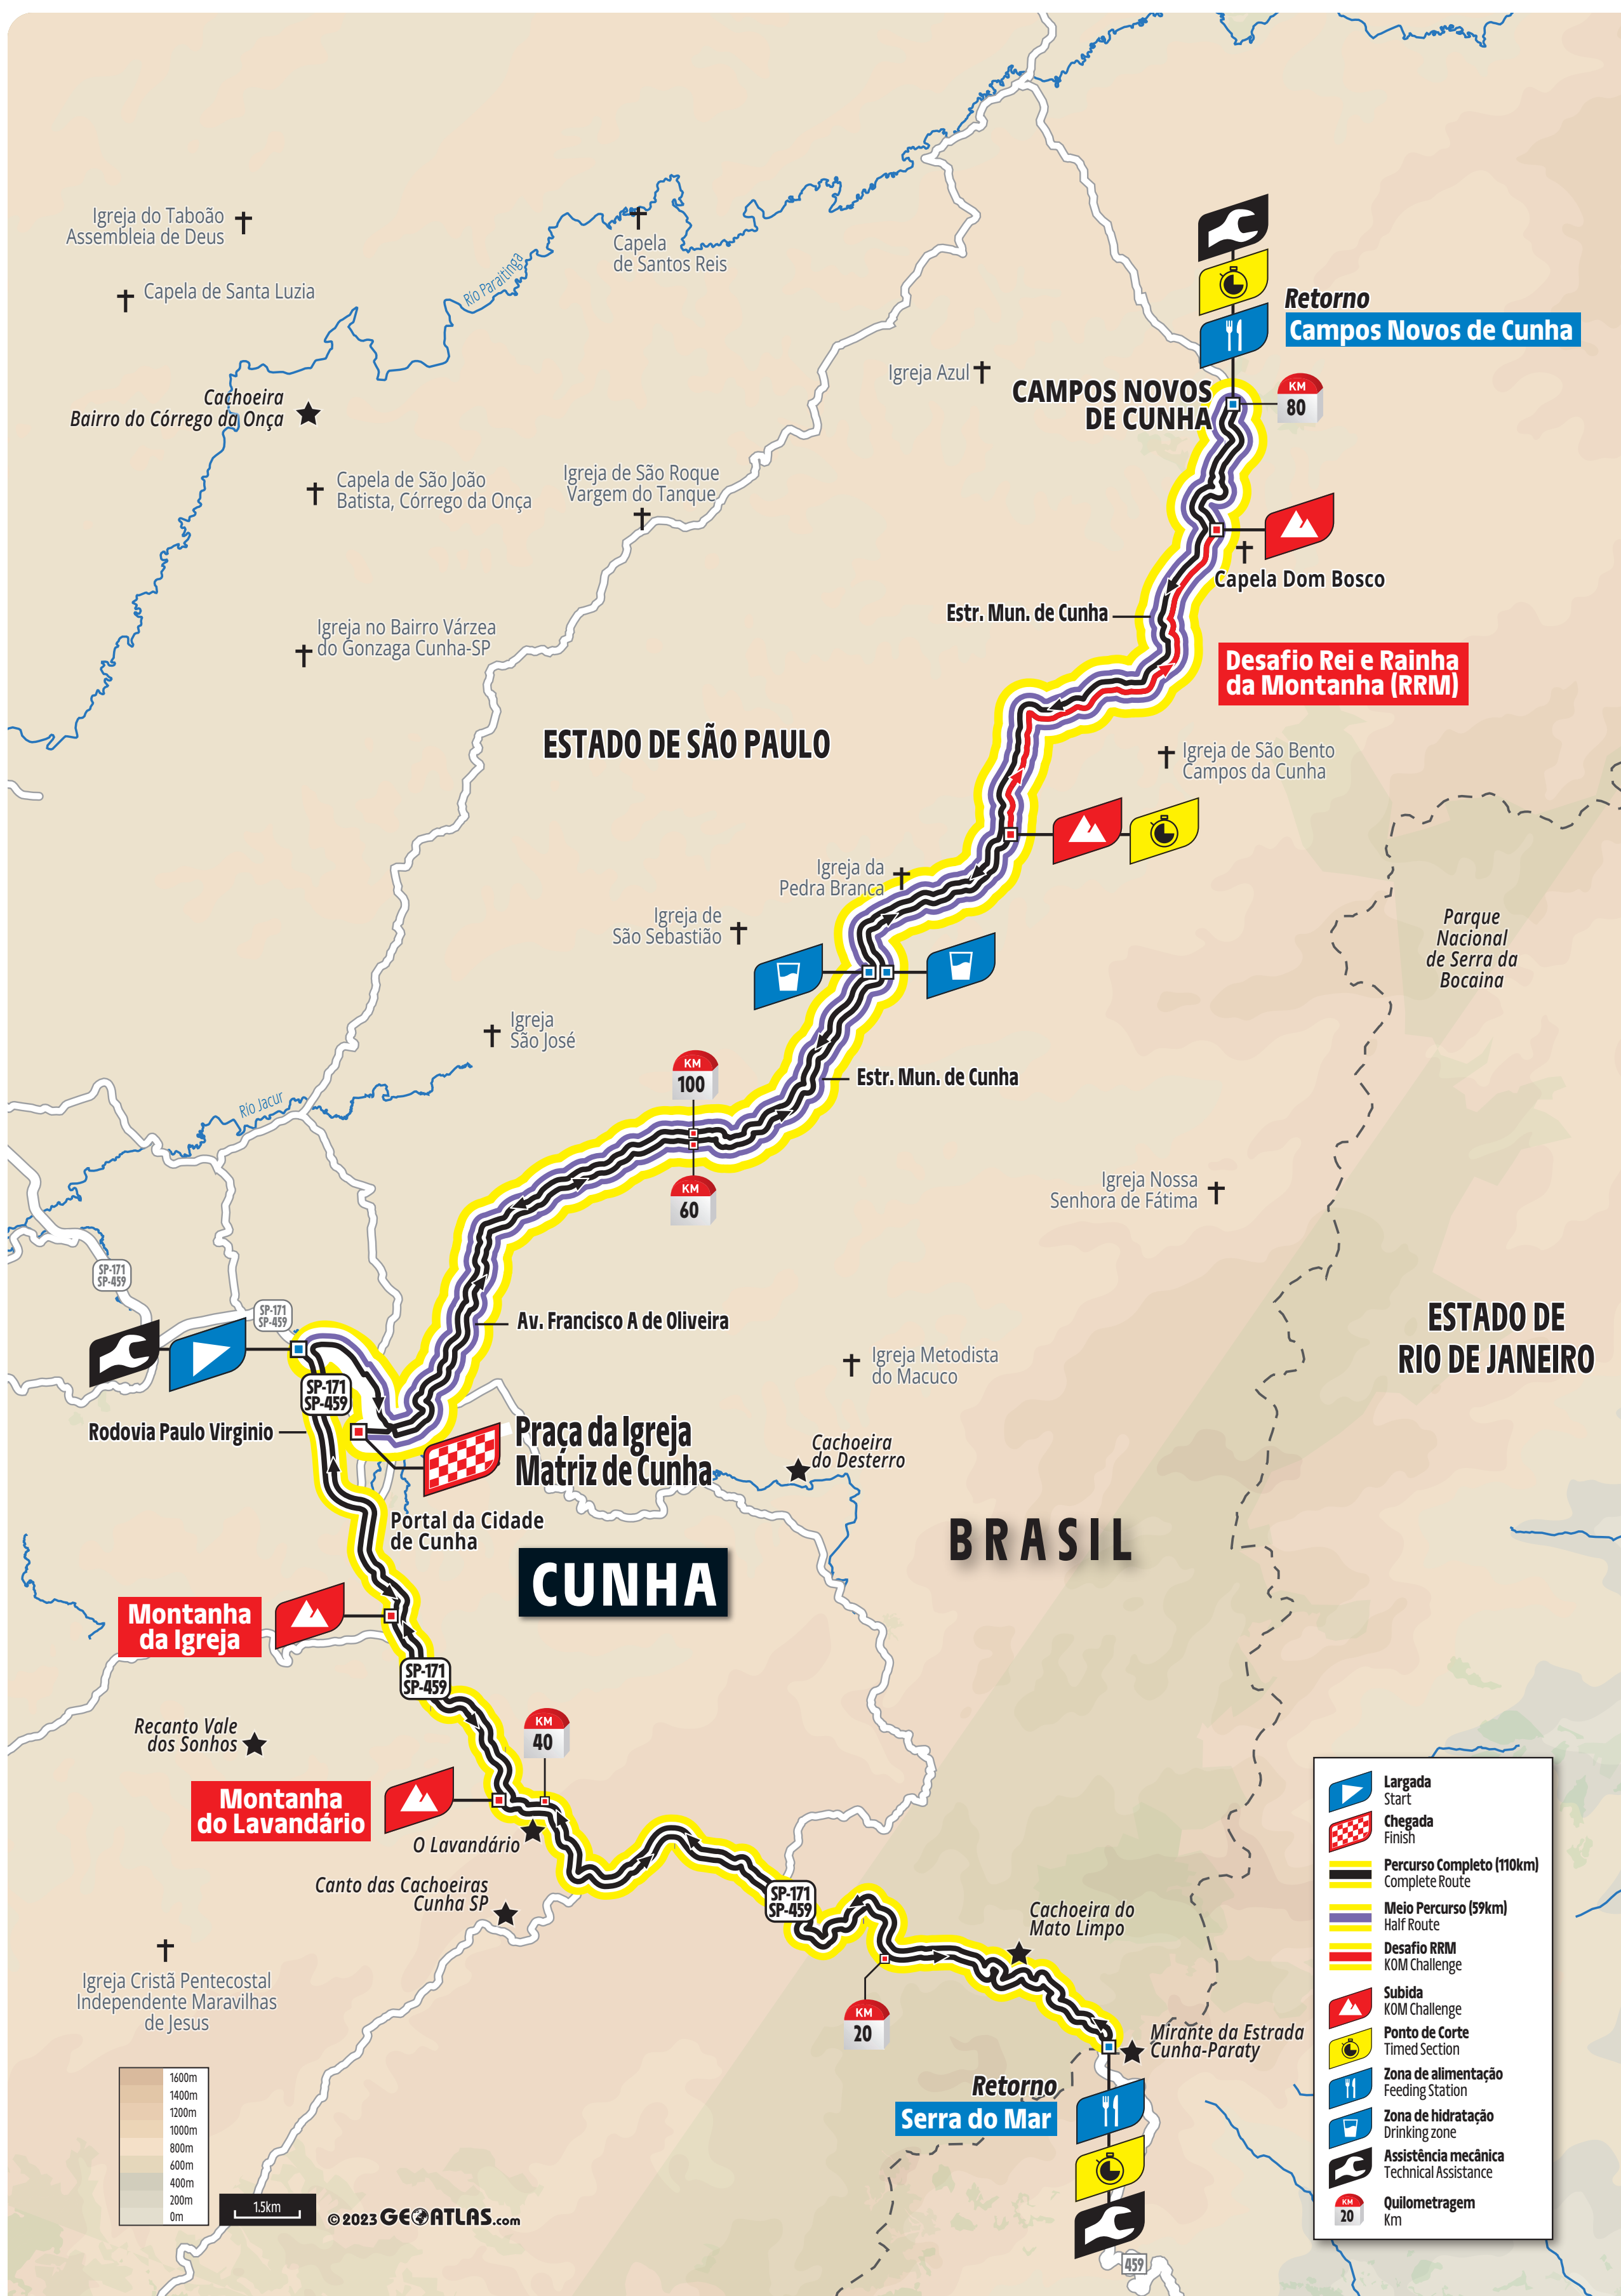 Igreja do Taboão
Assembleia de Deus
Capela de Santa Luzia
Rio Paraitinga
Capela
de Santos Reis
Retorno
Campos Novos de Cunha
Igreja Azul
CAMPOS NOVOS
DE CUNHA
KM
80
Cachoeira
Bairro do Córrego da Onça
Capela de São João
Batista, Córrego da Onça
Igreja de São Roque
Vargem do Tanque
Capela Dom Bosco
Estr. Mun. de Cunha
Igreja no Bairro Várzea
do Gonzaga Cunha-SP
Desafio Rei e Rainha
da Montanha (RRM)
ESTADO DE SÃO PAULO
Igreja de São Bento
Campos da Cunha
Igreja da
Pedra Branca
Igreja de
São Sebastião
Parque
Nacional
de Serra da
Bocaina
Igreja
São José
KM
100
Estr. Mun. de Cunha
Rio Jacur
KM
60
Igreja Nossa
Senhora de Fátima
SP-171
SP-459
SP-171
SP-459
Av. Francisco A de Oliveira
ESTADO DE
RIO DE JANEIRO
Igreja Metodista
do Macuco
SP-171
SP-459
Rodovia Paulo Virginio
Praça da Igreja
Matriz de Cunha
Cachoeira
do Desterro
Portal da Cidade
de Cunha
BRASIL
CUNHA
Montanha
da Igreja
SP-171
SP-459
Recanto Vale
dos Sonhos
KM
40
Montanha
do Lavandário
O Lavandário
Canto das Cachoeiras
Cunha SP
SP-171
SP-459
Cachoeira do
Mato Limpo
Igreja Cristã Pentecostal
Independente Maravilhas
de Jesus
KM
20
Mirante da Estrada
Cunha-Paraty
Retorno
Serra do Mar
459
1600m
1400m
1200m
1000m
800m
600m
400m
200m
0m
1.5km
© 2023 GEOATLAS.com
Largada
Start
Chegada
Finish
Percurso Completo (110km)
Complete Route
Meio Percurso (59km)
Half Route
Desafio RRM
KOM Challenge
Subida
KOM Challenge
Ponto de Corte
Timed Section
Zona de alimentação
Feeding Station
Zona de hidratação
Drinking zone
Assistência mecânica
Technical Assistance
KM
20
Quilometragem
Km